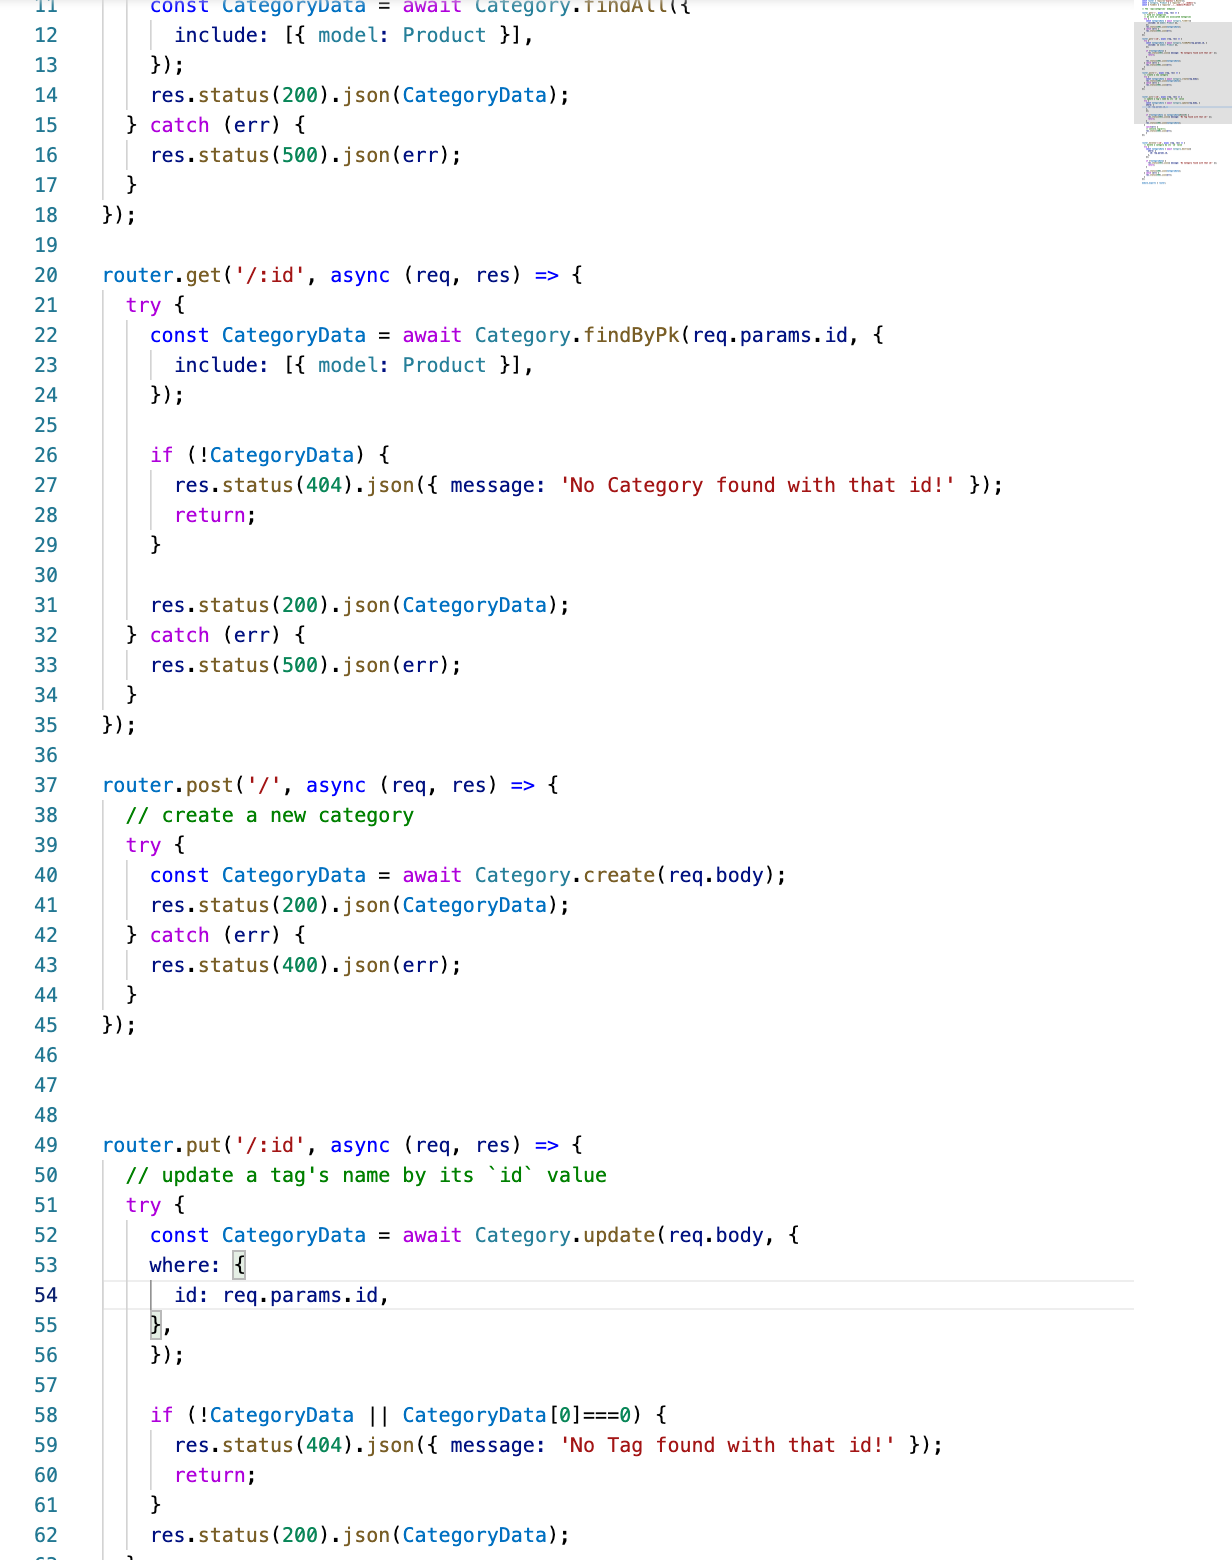 11 const CategoryData = await Category.findAll({
12 include: [{ model: Product }],
13 });
14 res.status(200).json(CategoryData);
15 } catch (err) {
16 res.status(500).json(err);
17 }
18 });
19
20 router.get('/:id', async (req, res) => {
21 try {
22 const CategoryData = await Category.findByPk(req.params.id, {
23 include: [{ model: Product }],
24 });
25
26 if (!CategoryData) {
27 res.status(404).json({ message: 'No Category found with that id!' });
28 return;
29 }
30
31 res.status(200).json(CategoryData);
32 } catch (err) {
33 res.status(500).json(err);
34 }
35 });
36
37 router.post('/', async (req, res) => {
38 // create a new category
39 try {
40 const CategoryData = await Category.create(req.body);
41 res.status(200).json(CategoryData);
42 } catch (err) {
43 res.status(400).json(err);
44 }
45 });
46
47
48
49 router.put('/:id', async (req, res) => {
50 // update a tag's name by its `id` value
51 try {
52 const CategoryData = await Category.update(req.body, {
53 where: {
54 id: req.params.id,
55 },
56 });
57
58 if (!CategoryData || CategoryData[0]===0) {
59 res.status(404).json({ message: 'No Tag found with that id!' });
60 return;
61 }
62 res.status(200).json(CategoryData);